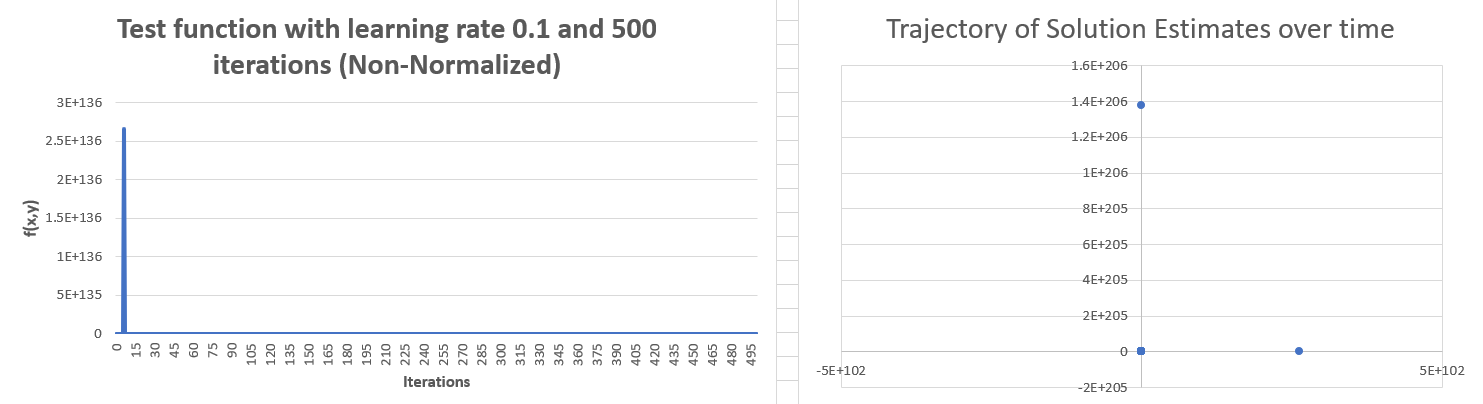 Test function with learning rate 0.1 and 500
iterations (Non-Normalized)
3E+136
2.5E+136
2E+136
1.5E+136
1E+136
5E+135
0
f(x,y)
0 15 30 45 60 75 90 105 120 135 150 165 180 195 210 225 240 255 270 285 300 315 330 345 360 375 390 405 420 435 450 465 480 495
Iterations
Trajectory of Solution Estimates over time
1.6E+206
1.4E+206
1.2E+206
1E+206
8E+205
6E+205
4E+205
2E+205
0
-5E+102 5E+102
-2E+205